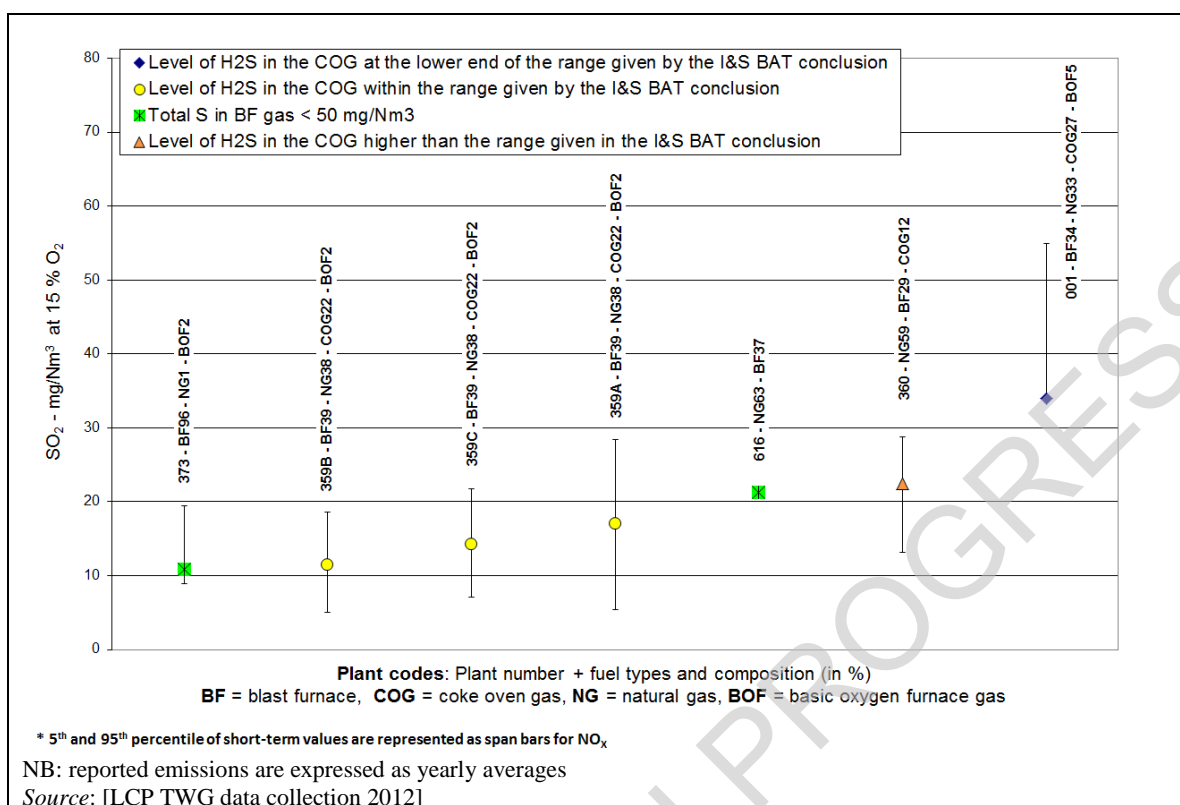 80
70
60
50
40
30
20
10
0
SO2 - mg/Nm3 at 15 % O2
Level of H2S in the COG at the lower end of the range given by the I&S BAT conclusion
Level of H2S in the COG within the range given by the I&S BAT conclusion
Total S in BF gas < 50 mg/Nm3
Level of H2S in the COG higher than the range given in the I&S BAT conclusion
373 - BF96 - NG1 - BOF2
359B - BF39 - NG38 - COG22 - BOF2
359C - BF39 - NG38 - COG22 - BOF2
359A - BF39 - NG38 - COG22 - BOF2
616 - NG63 - BF37
360 - NG59 - BF29 - COG12
001 - BF34 - NG33 - COG27 - BOF5
Plant codes: Plant number + fuel types and composition (in %)
BF = blast furnace, COG = coke oven gas, NG = natural gas, BOF = basic oxygen furnace gas
* 5th and 95th percentile of short-term values are represented as span bars for NOX
NB: reported emissions are expressed as yearly averages
Source: [LCP TWG data collection 2012]
PROGRESS